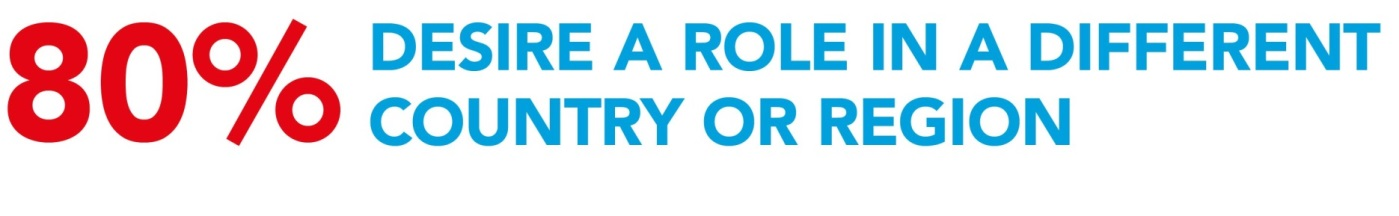 80% DESIRE A ROLE IN A DIFFERENT
COUNTRY OR REGION